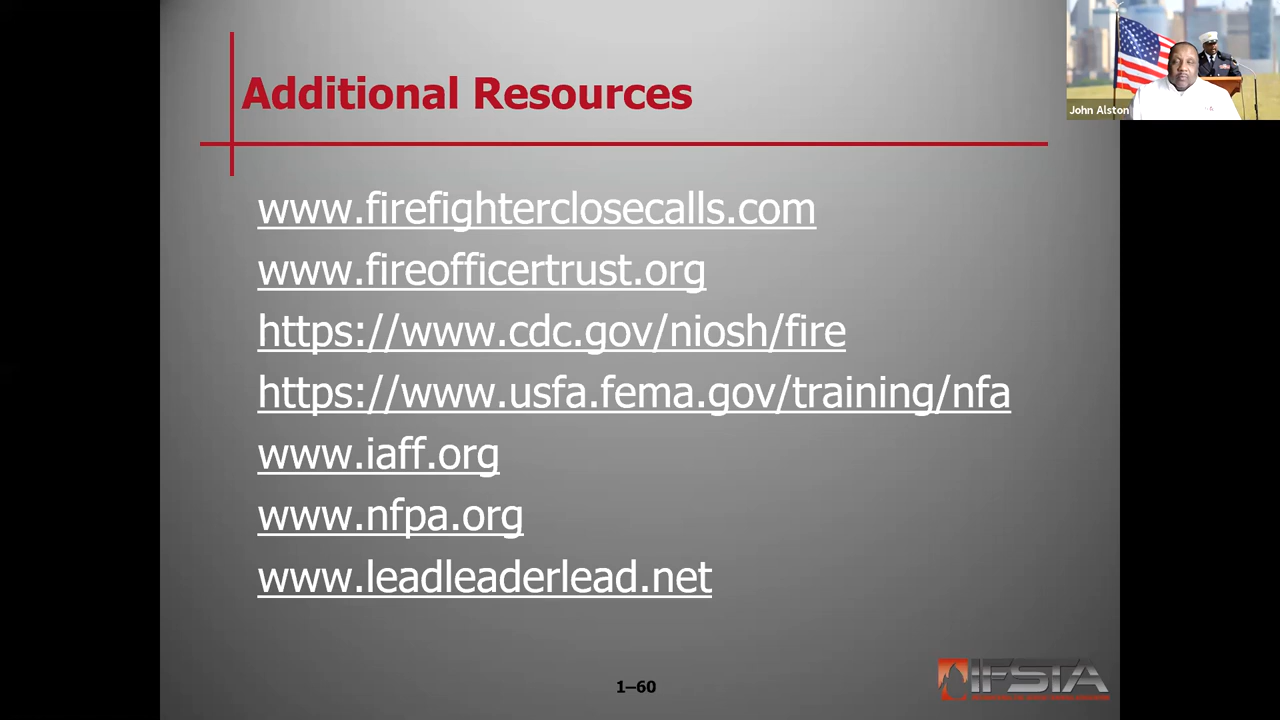 Additional Resources
John Alston
www.firefighterclosecalls.com
www.fireofficertrust.org
https://www.cdc.gov/niosh/fire
https://www.usfa.fema.gov/training/nfa
www.iaff.org
www.nfpa.org
www.leadleaderlead.net
1–60
IFSTA